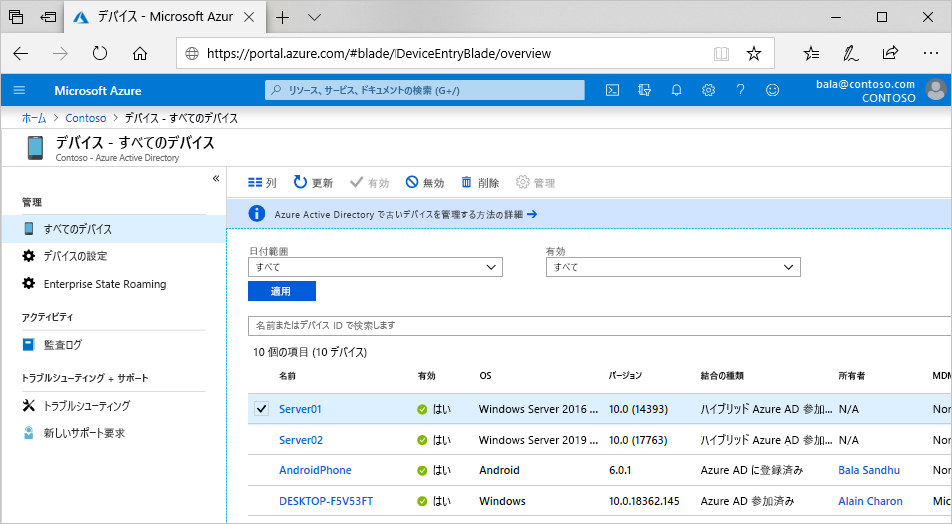 デバイス - Microsoft Azur
https://portal.azure.com/#blade/DeviceEntryBlade/overview
Microsoft Azure
リソース、サービス、ドキュメントの検索 (G+/)
bala@contoso.com
CONTOSO
ホーム > Contoso > デバイス - すべてのデバイス
デバイス - すべてのデバイス
Contoso - Azure Active Directory
管理
すべてのデバイス
デバイスの設定
Enterprise State Roaming
アクティビティ
監査ログ
トラブルシューティング + サポート
トラブルシューティング
新しいサポート要求
列 更新 有効 無効 削除 管理
Azure Active Directory で古いデバイスを管理する方法の詳細 →
日付範囲 有効
すべて すべて
適用
名前またはデバイス ID で検索します
10 個の項目 (10 デバイス)
名前 有効 OS バージョン 結合の種類 所有者 MDM
Server01 はい Windows Server 2016 ... 10.0 (14393) ハイブリッド Azure AD 参加... N/A Nor
Server02 はい Windows Server 2019 ... 10.0 (17763) ハイブリッド Azure AD 参加... N/A Nor
AndroidPhone はい Android 6.0.1 Azure AD に登録済み Bala Sandhu Nor
DESKTOP-F5V53FT はい Windows 10.0.18362.145 Azure AD 参加済み Alain Charon Mic